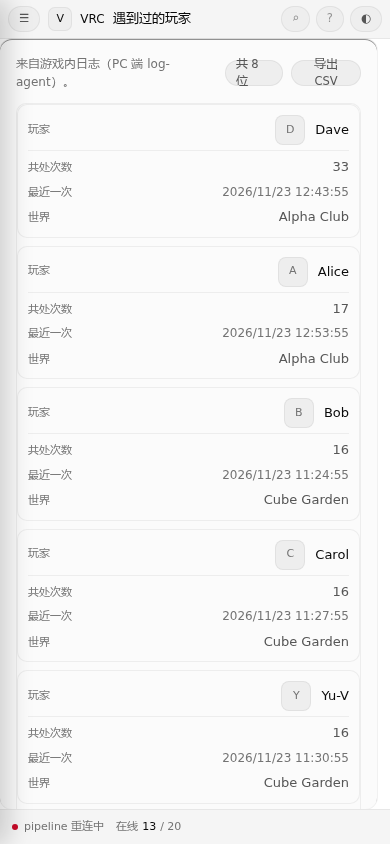 ☰ V VRC 遇到过的玩家 ⌕ ? ◐
来自游戏内日志（PC 端 log-
agent）。
共 8
位
导出
CSV
玩家 D Dave
共处次数 33
最近一次 2026/11/23 12:43:55
世界 Alpha Club
玩家 A Alice
共处次数 17
最近一次 2026/11/23 12:53:55
世界 Alpha Club
玩家 B Bob
共处次数 16
最近一次 2026/11/23 11:24:55
世界 Cube Garden
玩家 C Carol
共处次数 16
最近一次 2026/11/23 11:27:55
世界 Cube Garden
玩家 Y Yu-V
共处次数 16
最近一次 2026/11/23 11:30:55
世界 Cube Garden
pipeline 重连中 在线 13 / 20